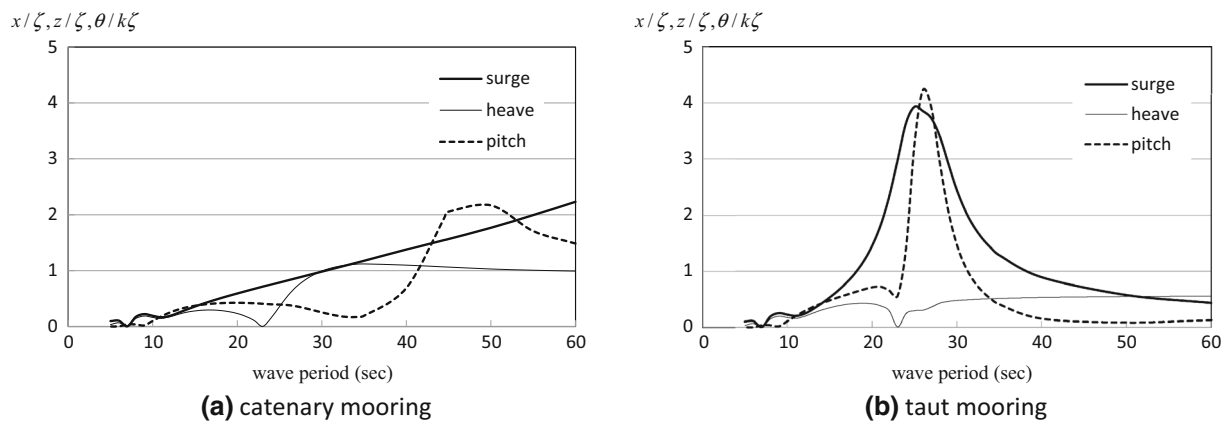 x / ζ, z / ζ, θ / kζ
5
4
3
2
1
0
surge
heave
pitch
0 10 20 30 40 50 60
wave period (sec)
(a) catenary mooring
x / ζ, z / ζ, θ / kζ
5
4
3
2
1
0
surge
heave
pitch
0 10 20 30 40 50 60
wave period (sec)
(b) taut mooring